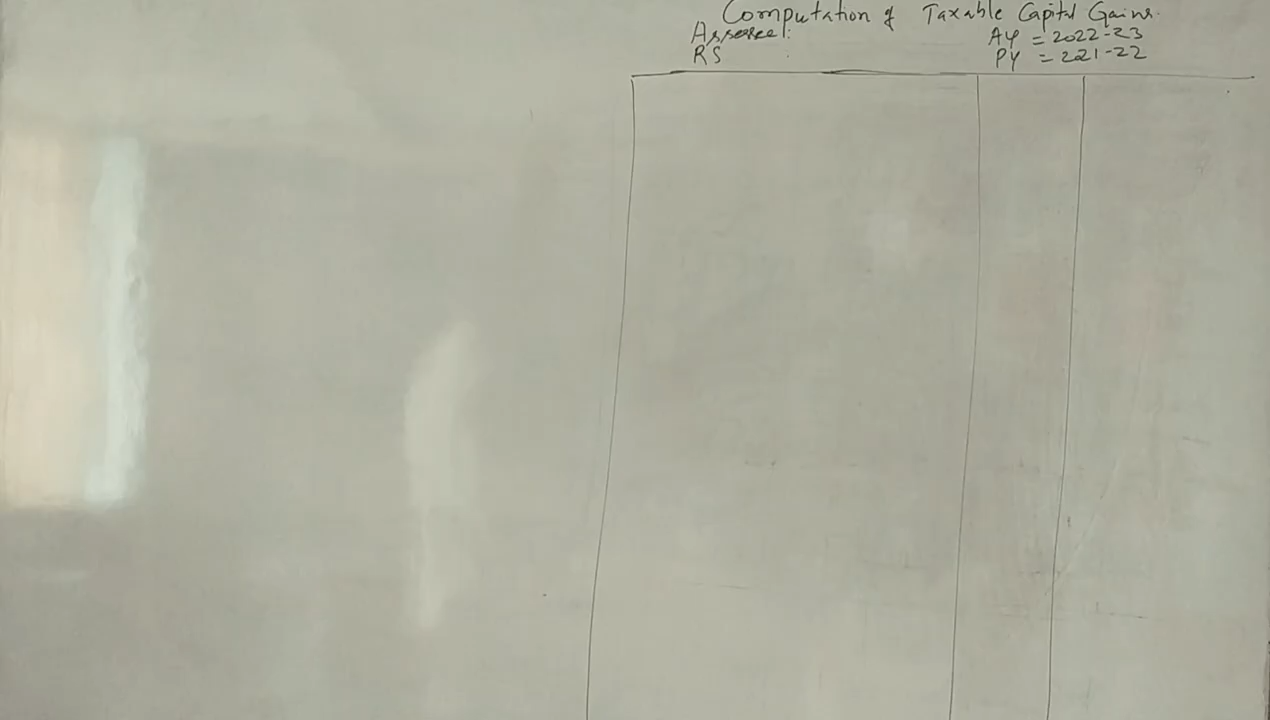 Computation of Taxable Capital Gains.
Assessee:
AY = 2022-23
RS
PY = 221-22